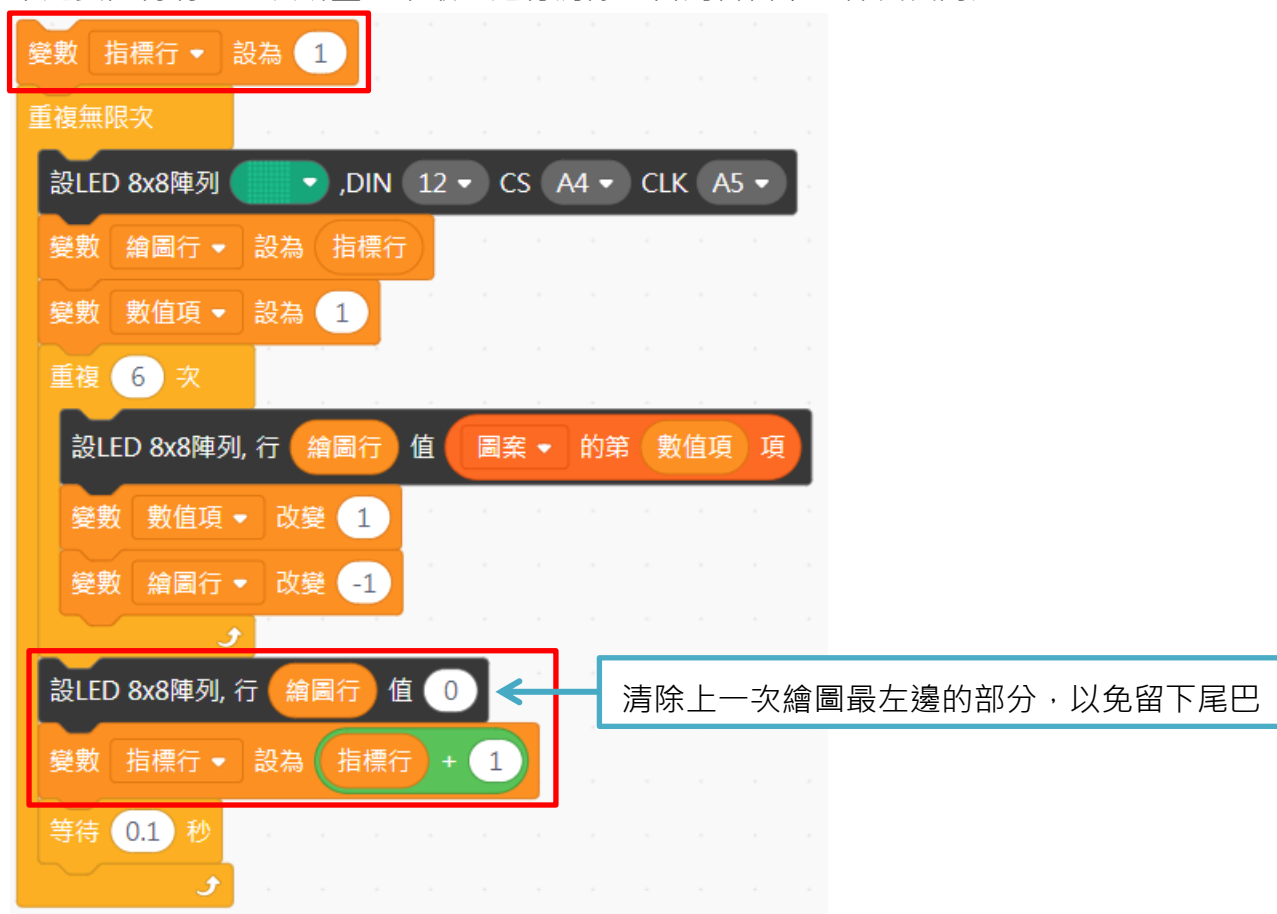 變數 指標行 設為 1
重複無限次
設LED 8x8陣列 ,DIN 12 CS A4 CLK A5
變數 繪圖行 設為 指標行
變數 數值項 設為 1
重複 6 次
設LED 8x8陣列, 行 繪圖行 值 圖案 的第 數值項 項
變數 數值項 改變 1
變數 繪圖行 改變 -1
設LED 8x8陣列, 行 繪圖行 值 0
清除上一次繪圖最左邊的部分，以免留下尾巴
變數 指標行 設為 指標行 + 1
等待 0.1 秒